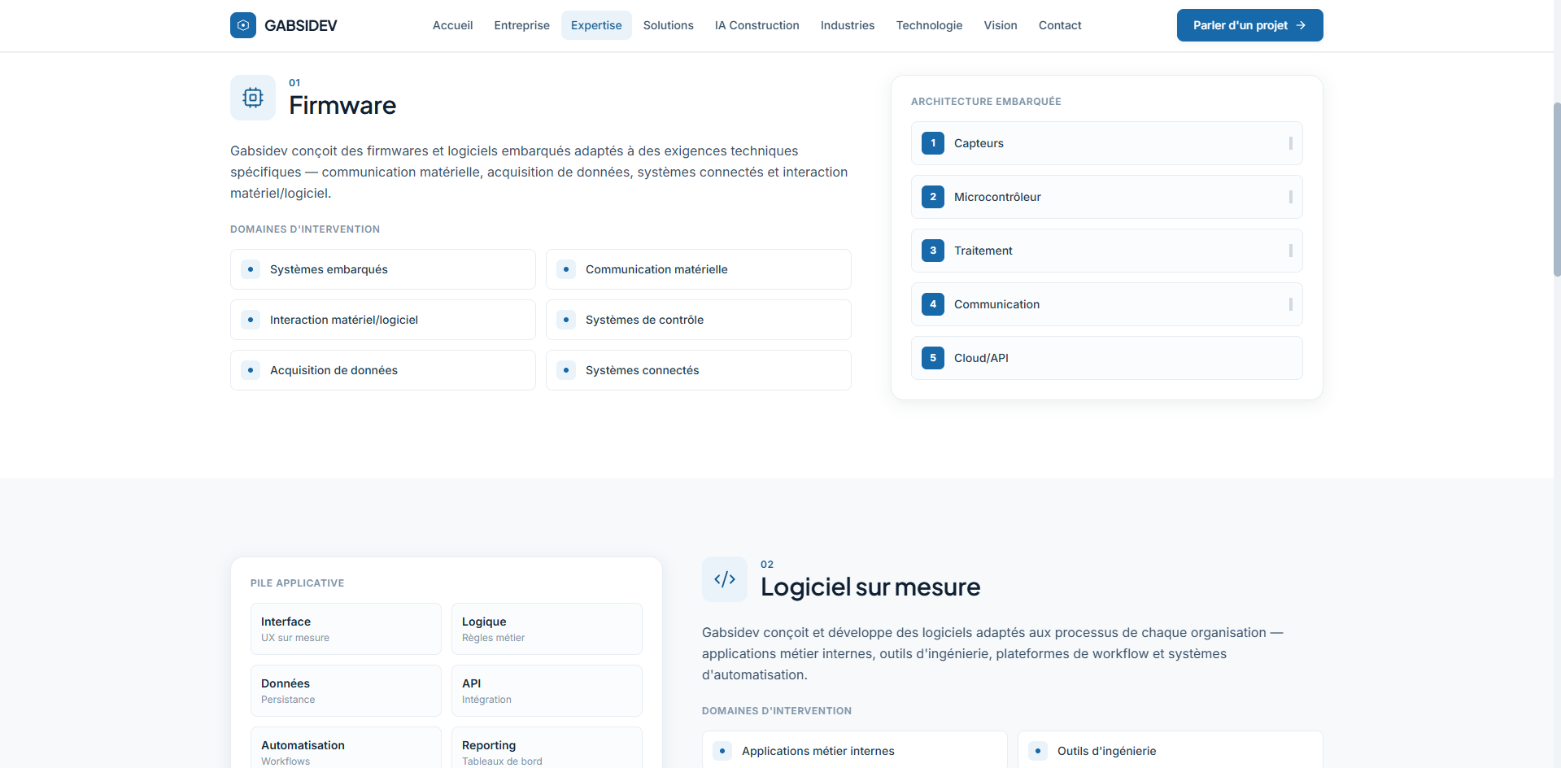 GABSIDEV
Accueil
Entreprise
Expertise
Solutions
IA Construction
Industries
Technologie
Vision
Contact
Parler d'un projet →
01
Firmware
Gabsidev conçoit des firmwares et logiciels embarqués adaptés à des exigences techniques
spécifiques — communication matérielle, acquisition de données, systèmes connectés et interaction
matériel/logiciel.
DOMAINES D'INTERVENTION
Systèmes embarqués
Communication matérielle
Interaction matériel/logiciel
Systèmes de contrôle
Acquisition de données
Systèmes connectés
ARCHITECTURE EMBARQUÉE
1 Capteurs
2 Microcontrôleur
3 Traitement
4 Communication
5 Cloud/API
PILE APPLICATIVE
Interface
UX sur mesure
Logique
Règles métier
Données
Persistance
API
Intégration
Automatisation
Workflows
Reporting
Tableaux de bord
02
Logiciel sur mesure
Gabsidev conçoit et développe des logiciels adaptés aux processus de chaque organisation —
applications métier internes, outils d'ingénierie, plateformes de workflow et systèmes
d'automatisation.
DOMAINES D'INTERVENTION
Applications métier internes
Outils d'ingénierie